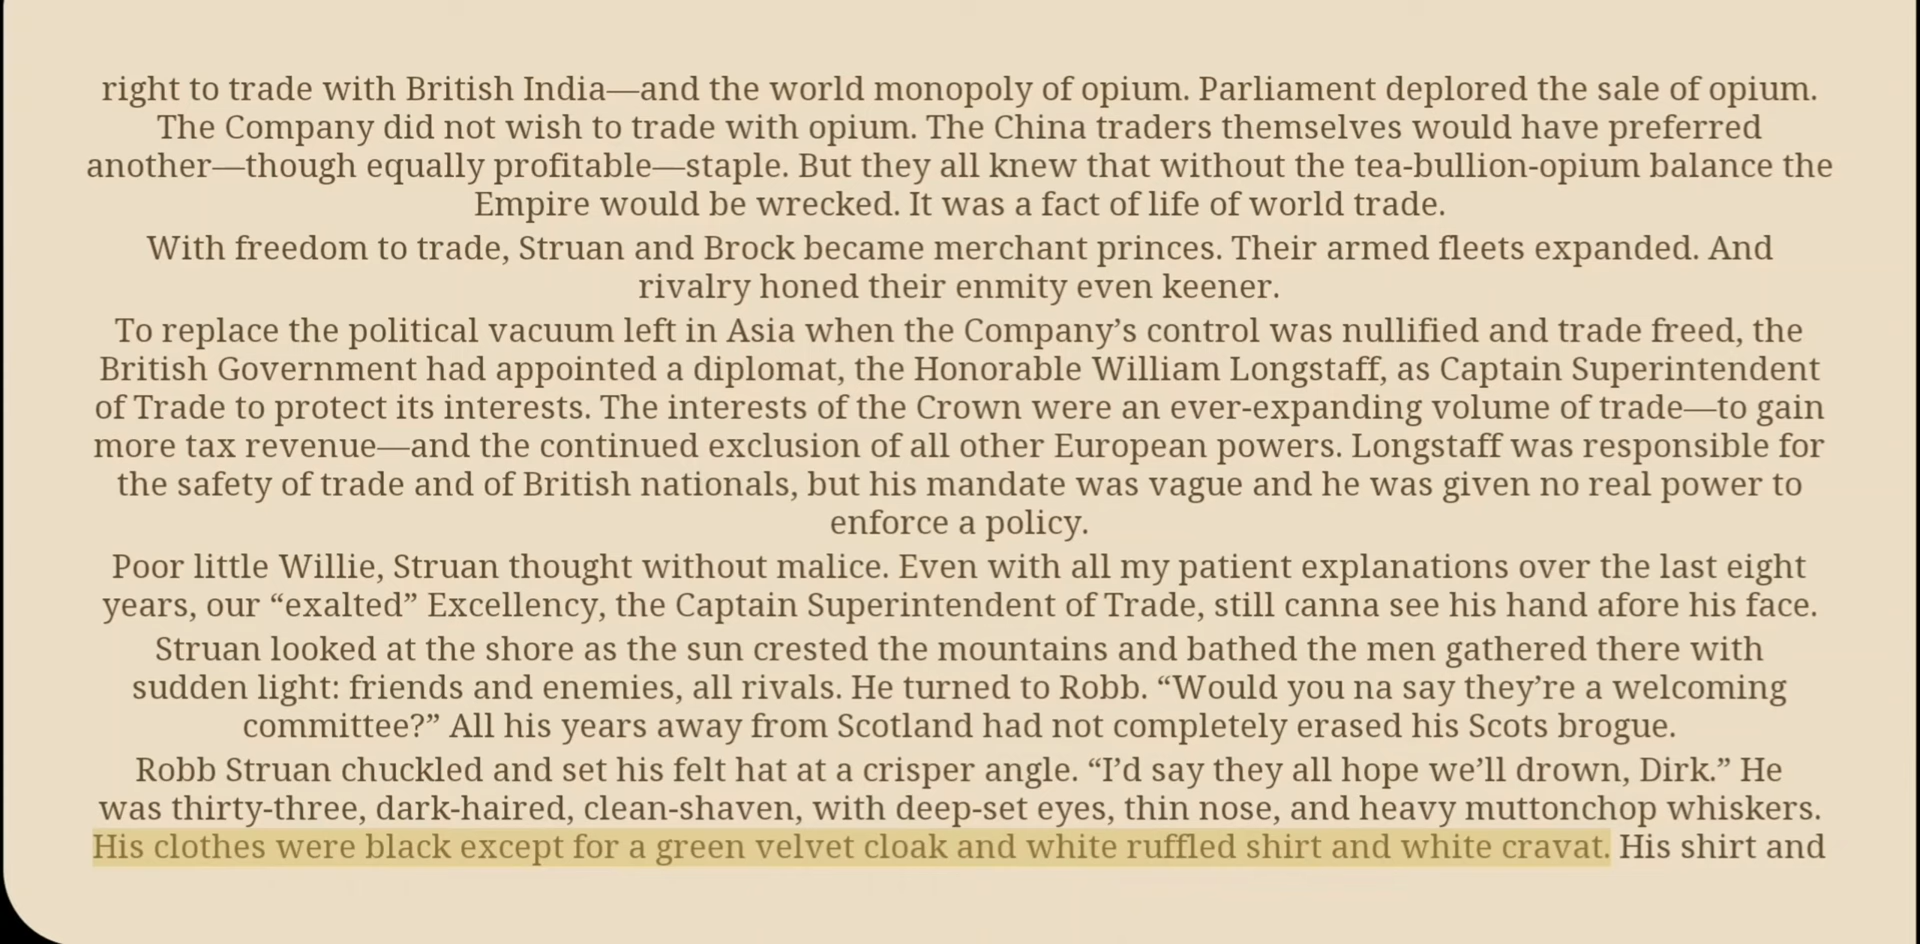 right to trade with British India—and the world monopoly of opium. Parliament deplored the sale of opium.
The Company did not wish to trade with opium. The China traders themselves would have preferred
another—though equally profitable—staple. But they all knew that without the tea-bullion-opium balance the
Empire would be wrecked. It was a fact of life of world trade.
With freedom to trade, Struan and Brock became merchant princes. Their armed fleets expanded. And
rivalry honed their enmity even keener.
To replace the political vacuum left in Asia when the Company’s control was nullified and trade freed, the
British Government had appointed a diplomat, the Honorable William Longstaff, as Captain Superintendent
of Trade to protect its interests. The interests of the Crown were an ever-expanding volume of trade—to gain
more tax revenue—and the continued exclusion of all other European powers. Longstaff was responsible for
the safety of trade and of British nationals, but his mandate was vague and he was given no real power to
enforce a policy.
Poor little Willie, Struan thought without malice. Even with all my patient explanations over the last eight
years, our “exalted” Excellency, the Captain Superintendent of Trade, still canna see his hand afore his face.
Struan looked at the shore as the sun crested the mountains and bathed the men gathered there with
sudden light: friends and enemies, all rivals. He turned to Robb. “Would you na say they’re a welcoming
committee?” All his years away from Scotland had not completely erased his Scots brogue.
Robb Struan chuckled and set his felt hat at a crisper angle. “I’d say they all hope we’ll drown, Dirk.” He
was thirty-three, dark-haired, clean-shaven, with deep-set eyes, thin nose, and heavy muttonchop whiskers.
His clothes were black except for a green velvet cloak and white ruffled shirt and white cravat. His shirt and